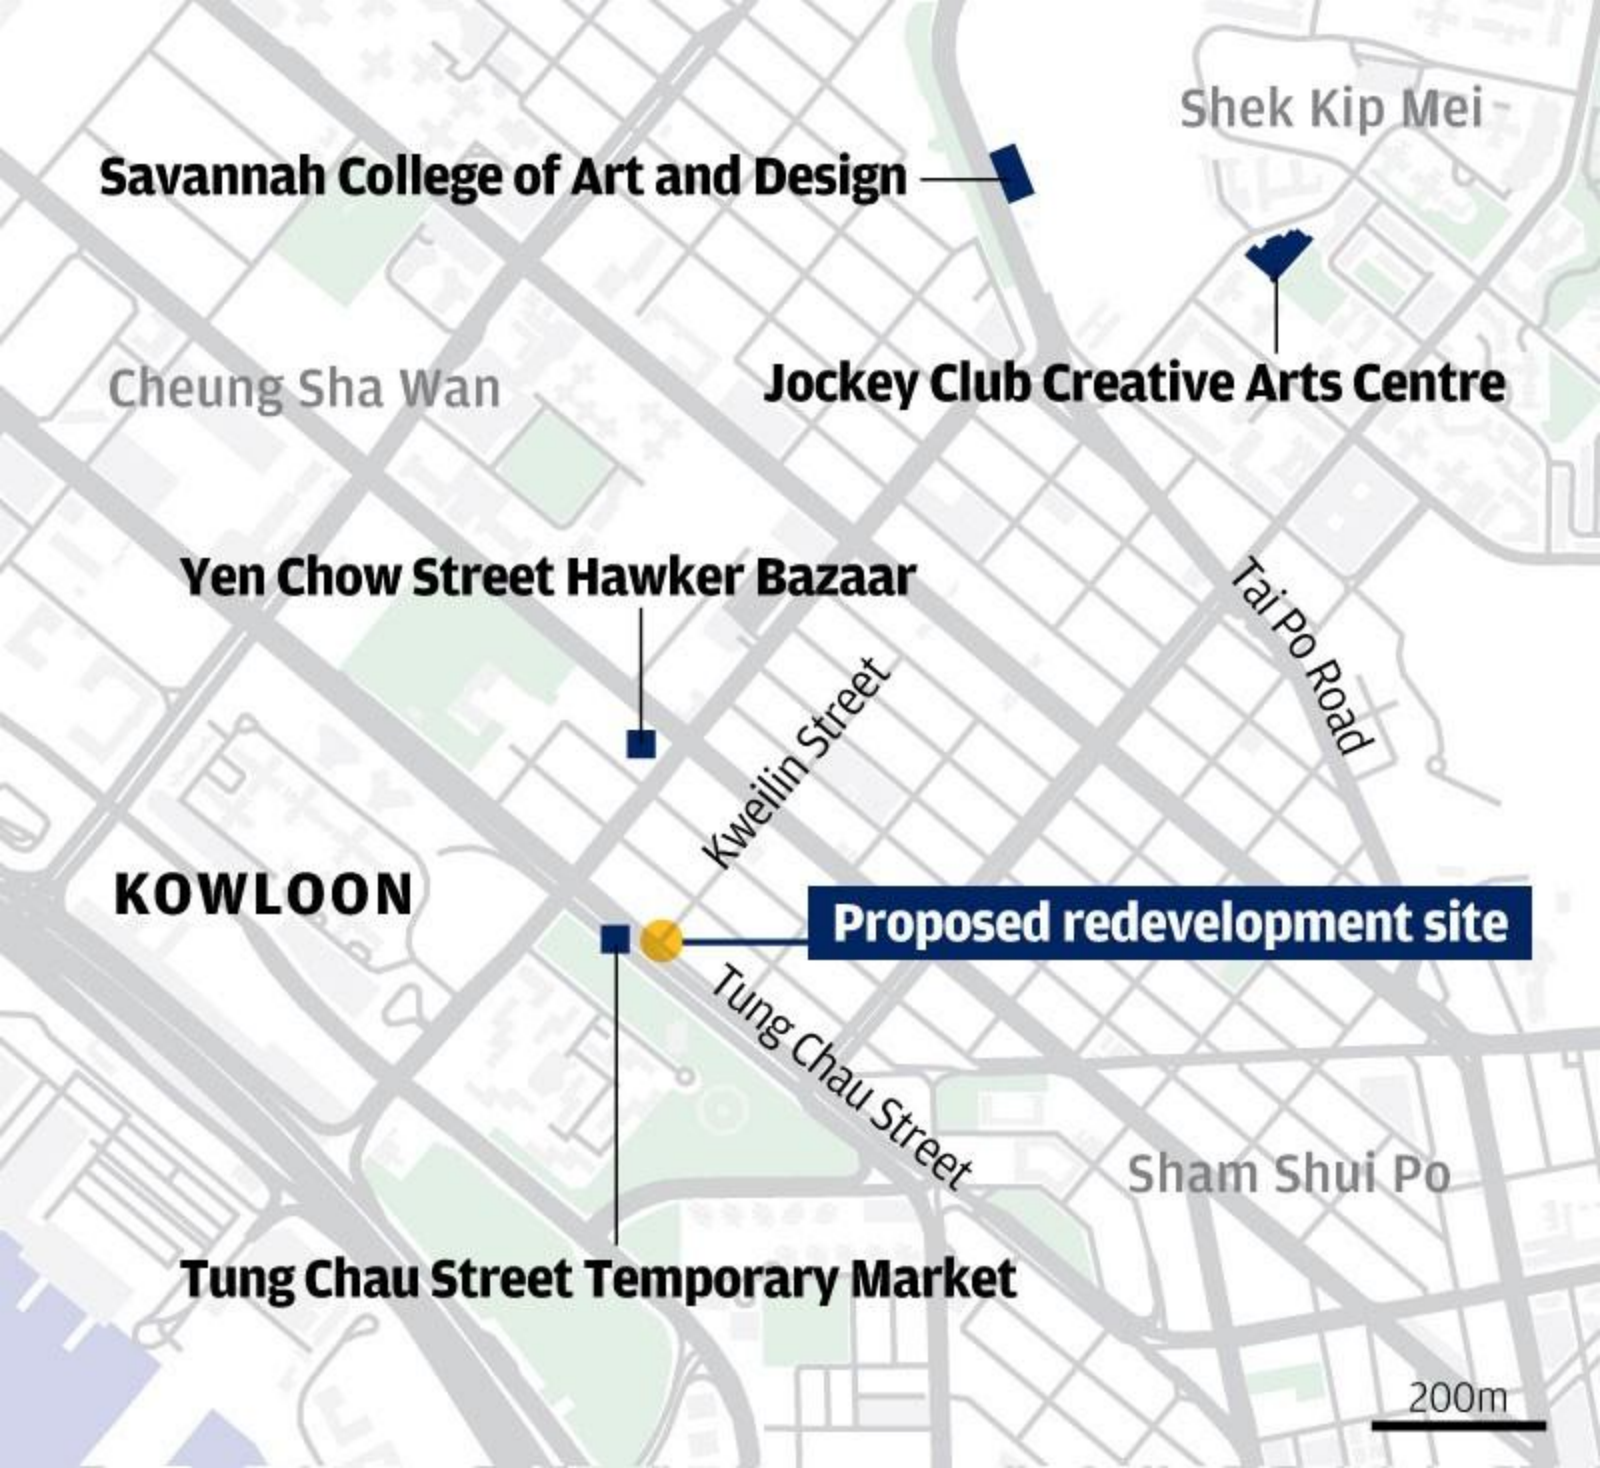 Shek Kip Mei
Savannah College of Art and Design
Jockey Club Creative Arts Centre
Cheung Sha Wan
Yen Chow Street Hawker Bazaar
Tai Po Road
Kweilin Street
KOWLOON
Proposed redevelopment site
Tung Chau Street
Sham Shui Po
Tung Chau Street Temporary Market
200m